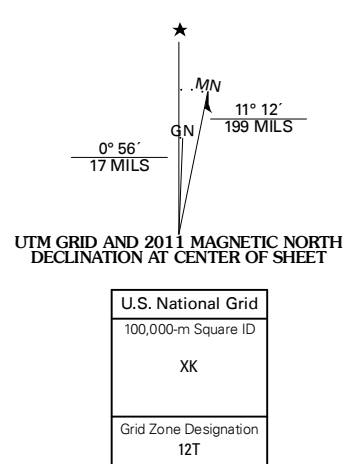 ★
MN
11° 12´
199 MILS
GN
0° 56´
17 MILS
UTM GRID AND 2011 MAGNETIC NORTH
DECLINATION AT CENTER OF SHEET
U.S. National Grid
100,000-m Square ID
XK
Grid Zone Designation
12T